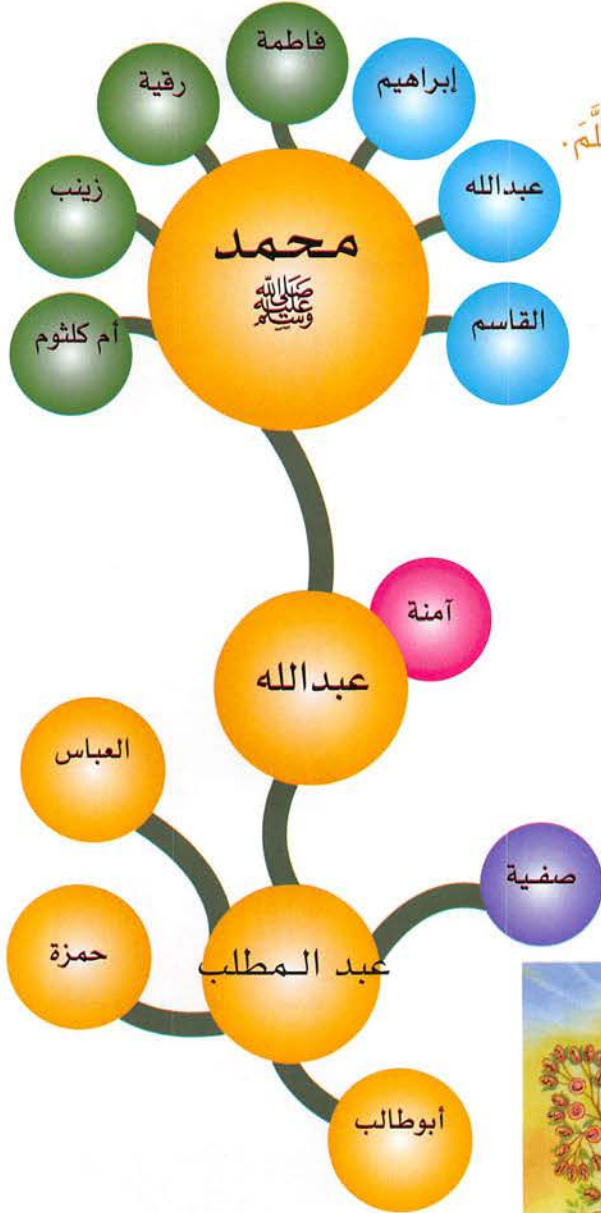 فاطمة
إبراهيم
رقية
عبدالله
زينب
محمد
صلى الله عليه وسلم
القاسم
أم كلثوم
آمنة
عبدالله
العباس
صفية
حمزة
عبد المطلب
أبوطالب